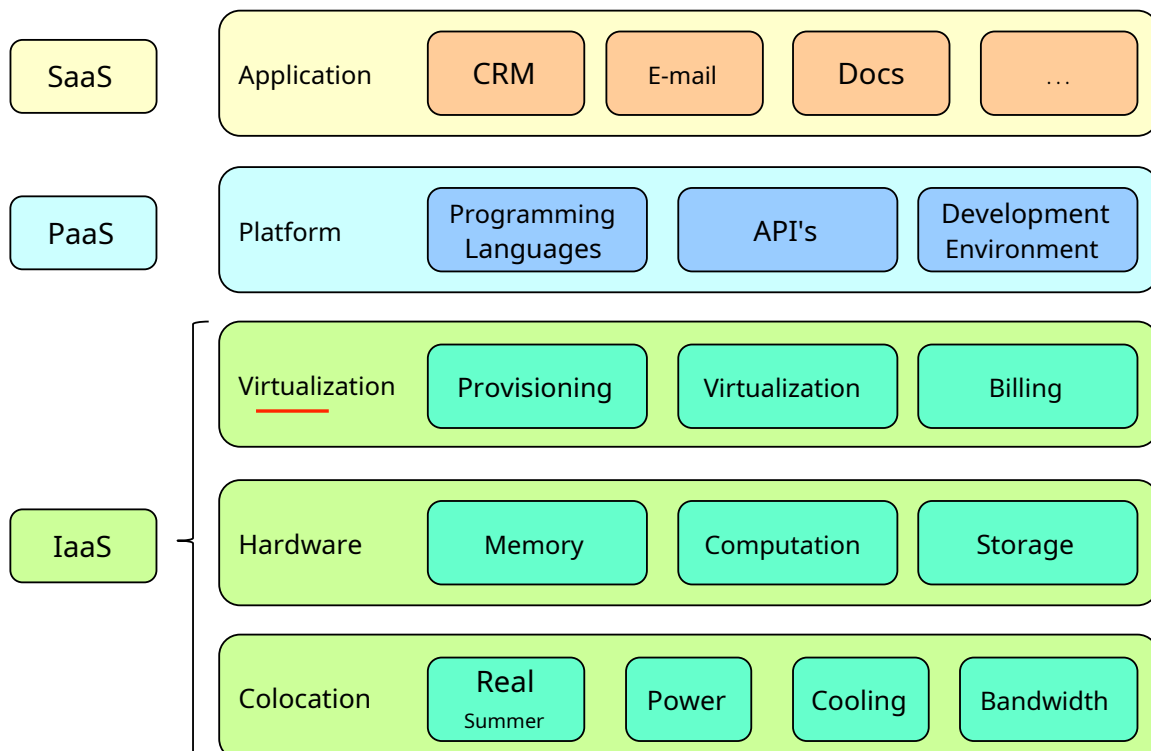 SaaS
Application
CRM
E-mail
Docs
...
PaaS
Platform
Programming
Languages
API's
Development
Environment
IaaS
Virtualization
Provisioning
Virtualization
Billing
Hardware
Memory
Computation
Storage
Colocation
Real
Summer
Power
Cooling
Bandwidth